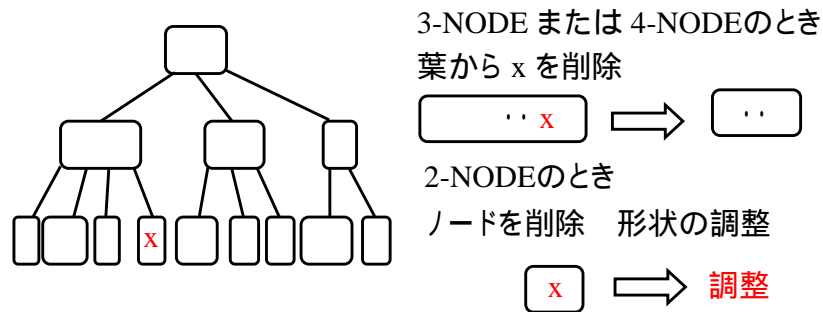 3-NODE または 4-NODEのとき
葉から x を削除
‥ x ‥
2-NODEのとき
ノードを削除 形状の調整
x
x 調整